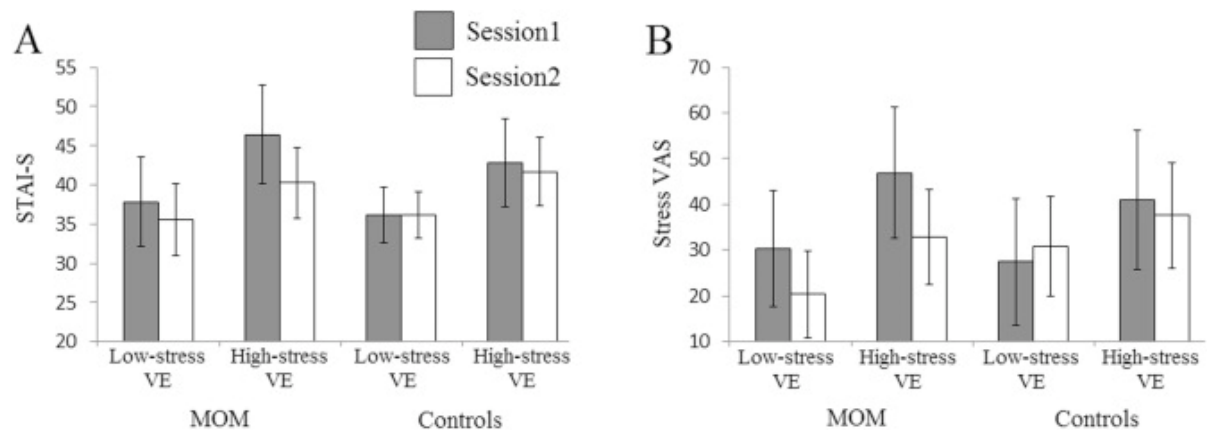 A
Session1
Session2
STAI-S
55
50
45
40
35
30
25
20
Low-stress VE
High-stress VE
Low-stress VE
High-stress VE
MOM
Controls
B
Stress VAS
70
60
50
40
30
20
10
Low-stress VE
High-stress VE
Low-stress VE
High-stress VE
MOM
Controls